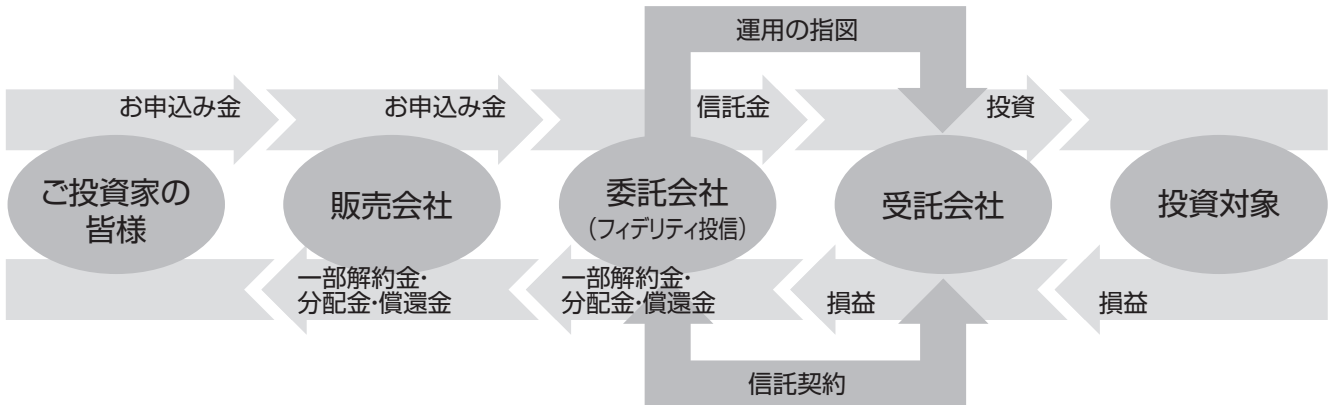 運用の指図
お申込み金
お申込み金
信託金
投資
ご投資家の
皆様
販売会社
委託会社
（フィデリティ投信）
受託会社
投資対象
一部解約金・
分配金・償還金
一部解約金・
分配金・償還金
損益
損益
信託契約